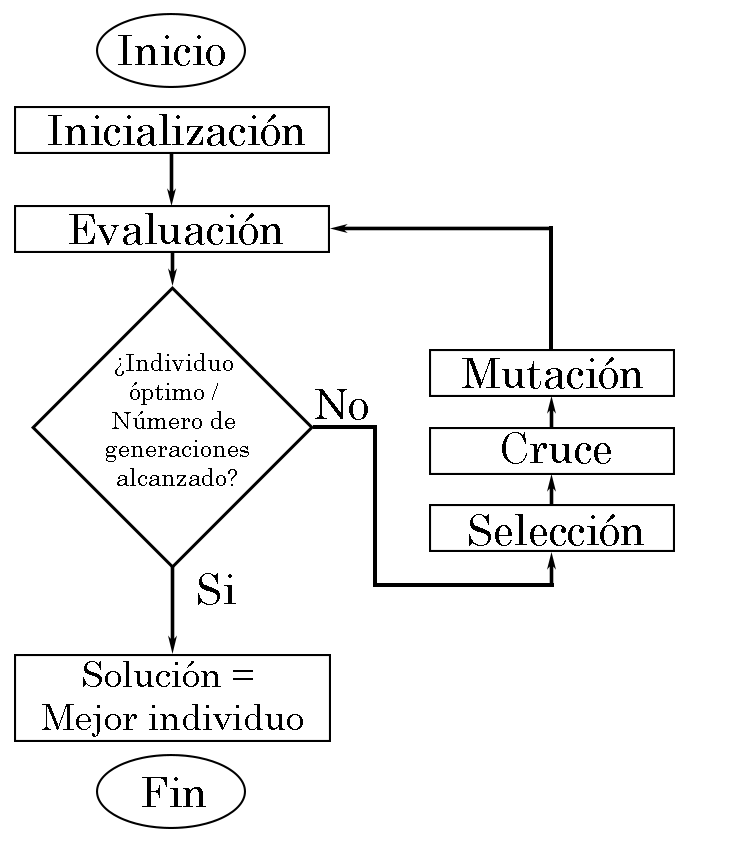 Inicio
Inicialización
Evaluación
¿Individuo
óptimo /
Número de
generaciones
alcanzado?
No
Mutación
Cruce
Selección
Si
Solución =
Mejor individuo
Fin